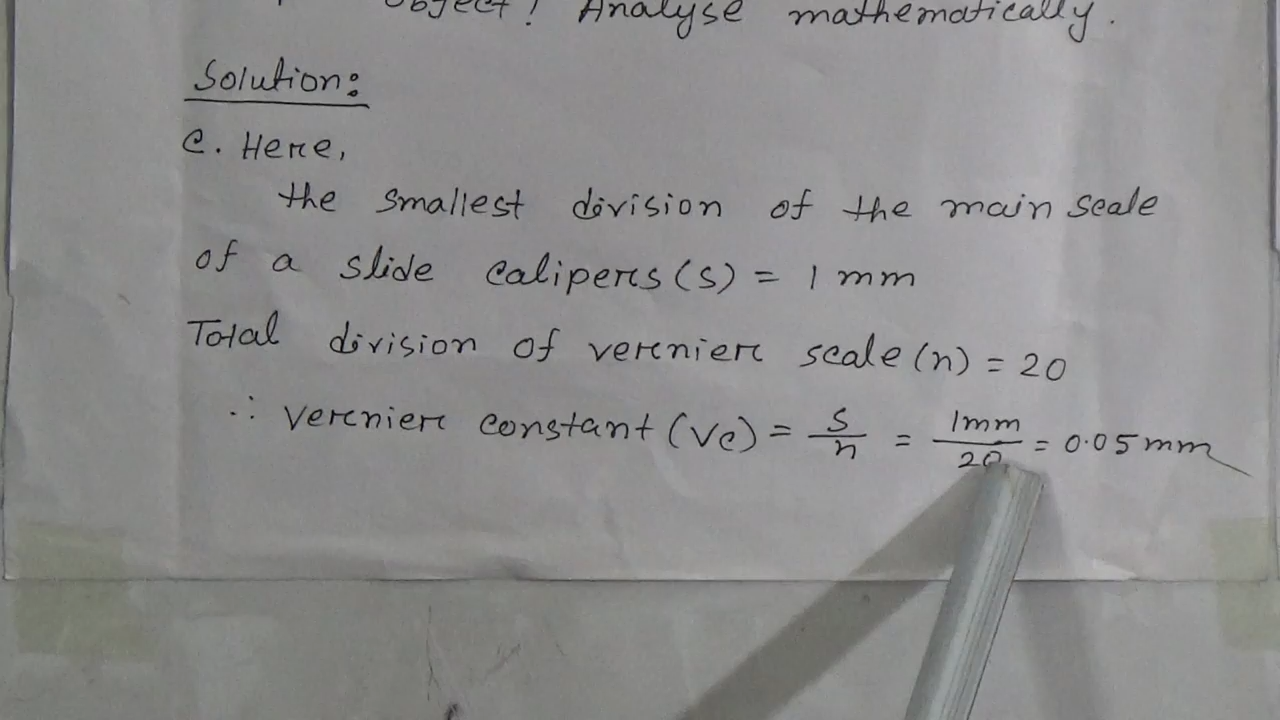 object? Analyse mathematically.
Solution:
C. Here,
the smallest division of the main scale
of a slide calipers(s) = 1 mm
Total division of vernier scale (n) = 20
∴ vernier constant (Vc) = s/n = 1mm/20 = 0.05 mm